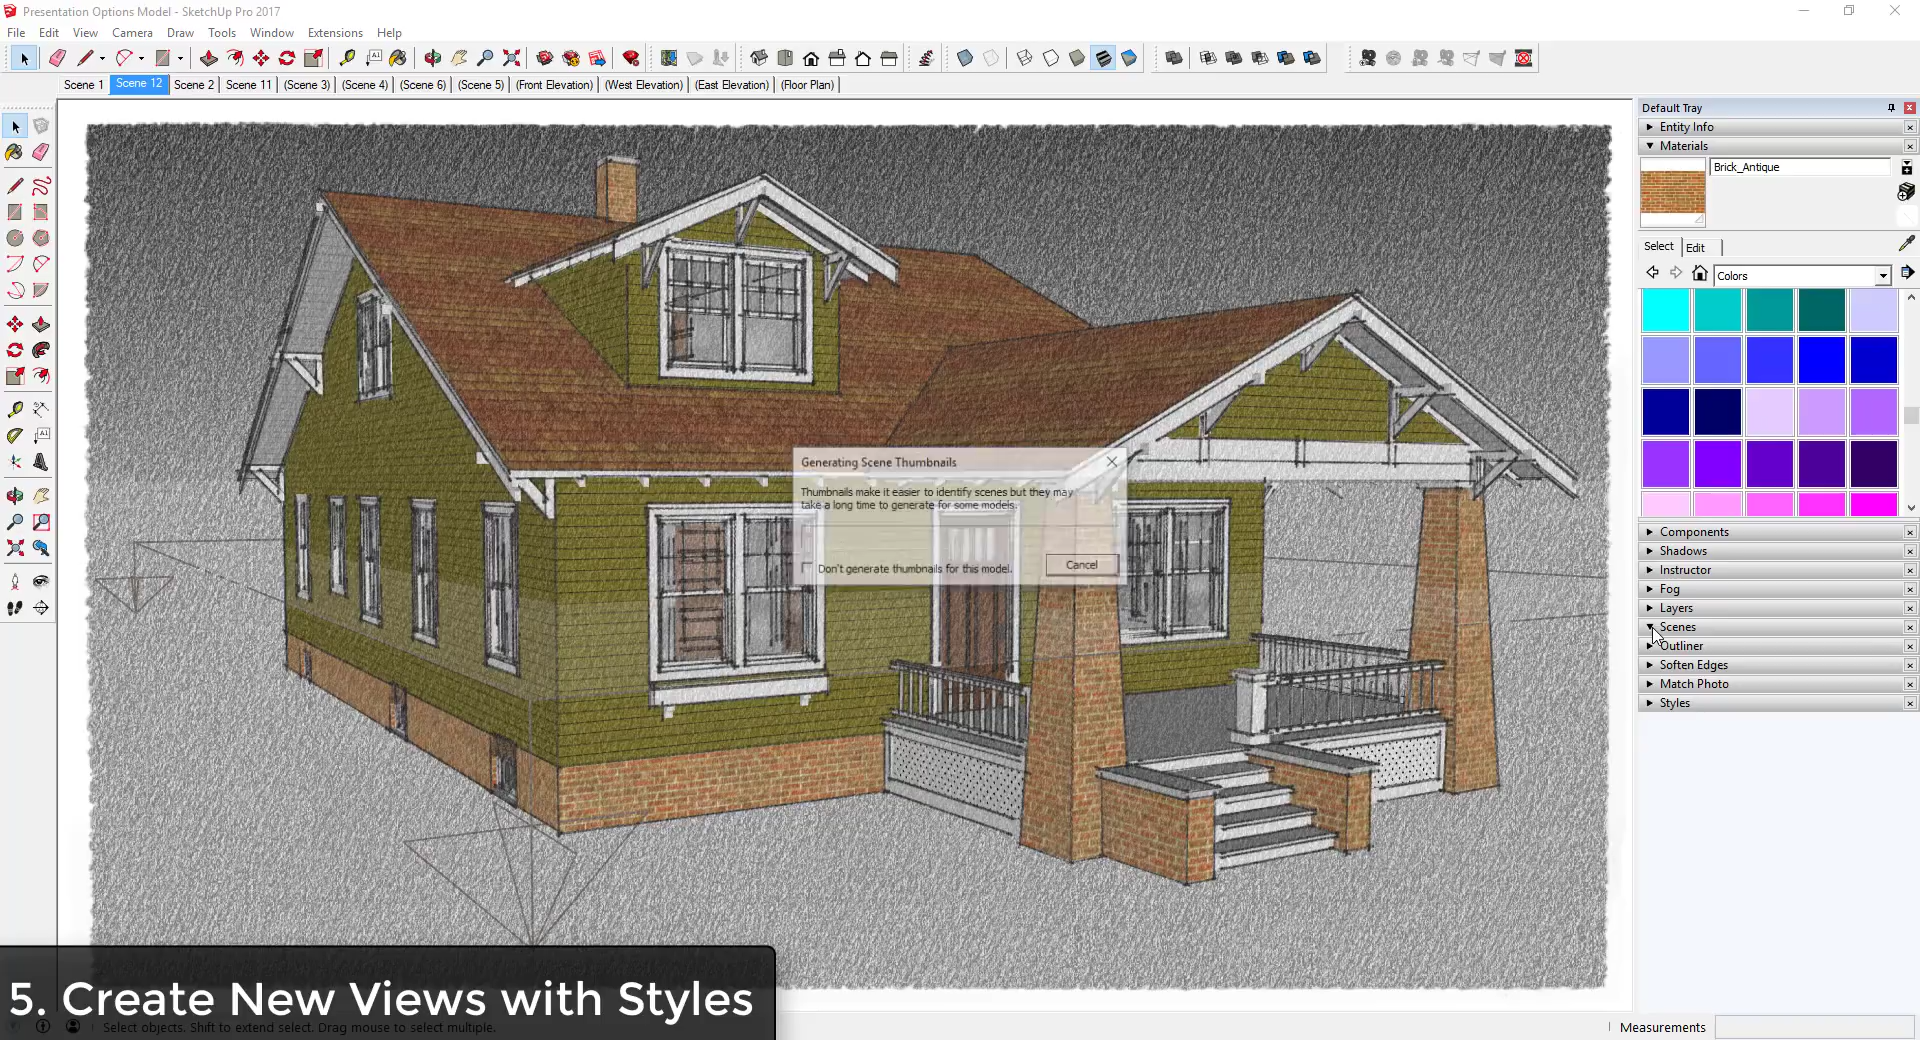 Presentation Options Model - SketchUp Pro 2017
File Edit View Camera Draw Tools Window Extensions Help
Scene 1 Scene 12 Scene 2 Scene 11 (Scene 3) (Scene 4) (Scene 6) (Scene 5) (Front Elevation) (West Elevation) (East Elevation) (Floor Plan)
Default Tray
Entity Info
Materials
Brick_Antique
Select Edit
Colors
Generating Scene Thumbnails
Thumbnails make it easier to identify scenes but they may
take a long time to generate for some models.
Don't generate thumbnails for this model.
Cancel
Components
Shadows
Instructor
Fog
Layers
Scenes
Outliner
Soften Edges
Match Photo
Styles
5. Create New Views with Styles
Select objects. Shift to extend select. Drag mouse to select multiple.
Measurements